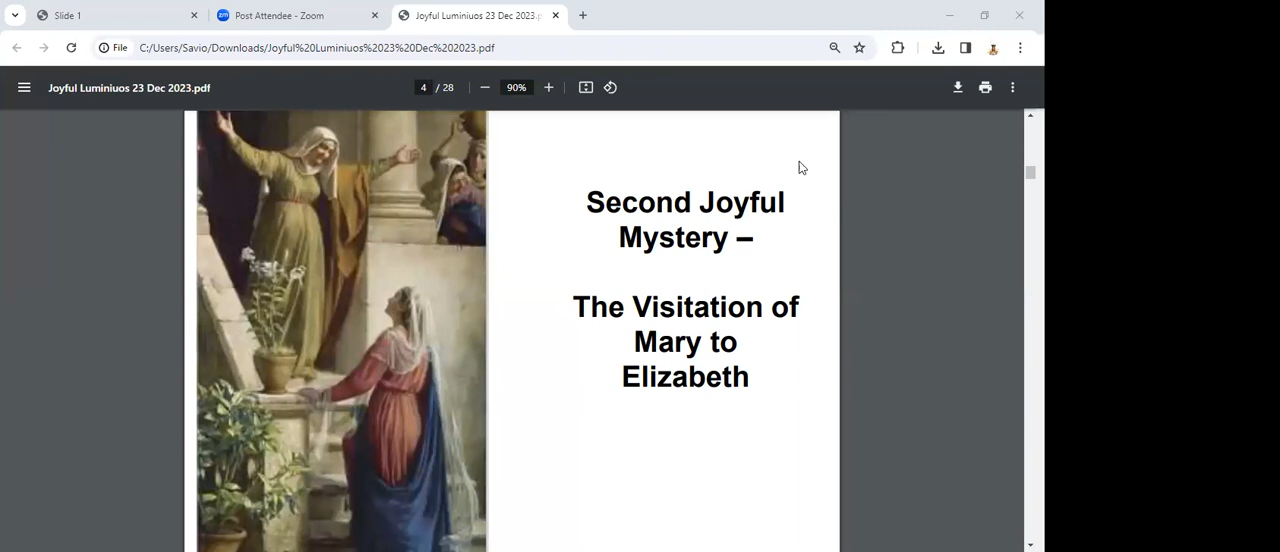 Slide 1
Post Attendee - Zoom
Joyful Luminiuos 23 Dec 2023.p
File
C:/Users/Savio/Downloads/Joyful%20Luminiuos%2023%20Dec%202023.pdf
Joyful Luminiuos 23 Dec 2023.pdf
4 / 28
90%
Second Joyful
Mystery –
The Visitation of
Mary to
Elizabeth